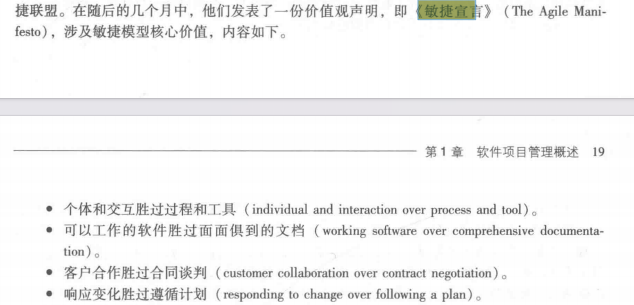 捷联盟。在随后的几个月中，他们发表了一份价值观声明，即《敏捷宣言》（The Agile Mani-
festo），涉及敏捷模型核心价值，内容如下。
第 1 章 软件项目管理概述 19
● 个体和交互胜过过程和工具（individual and interaction over process and tool）。
● 可以工作的软件胜过面面俱到的文档（working software over comprehensive documenta-
tion）。
● 客户合作胜过合同谈判（customer collaboration over contract negotiation）。
● 响应变化胜过遵循计划（responding to change over following a plan）。